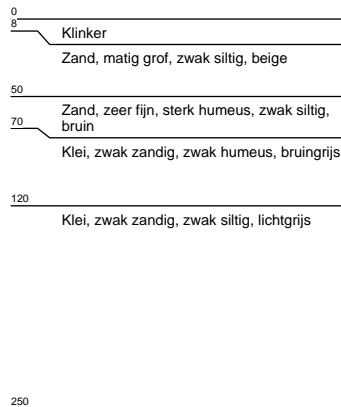 0
8
Klinker
Zand, matig grof, zwak siltig, beige
50
Zand, zeer fijn, sterk humeus, zwak siltig,
bruin
70
Klei, zwak zandig, zwak humeus, bruingrijs
120
Klei, zwak zandig, zwak siltig, lichtgrijs
250